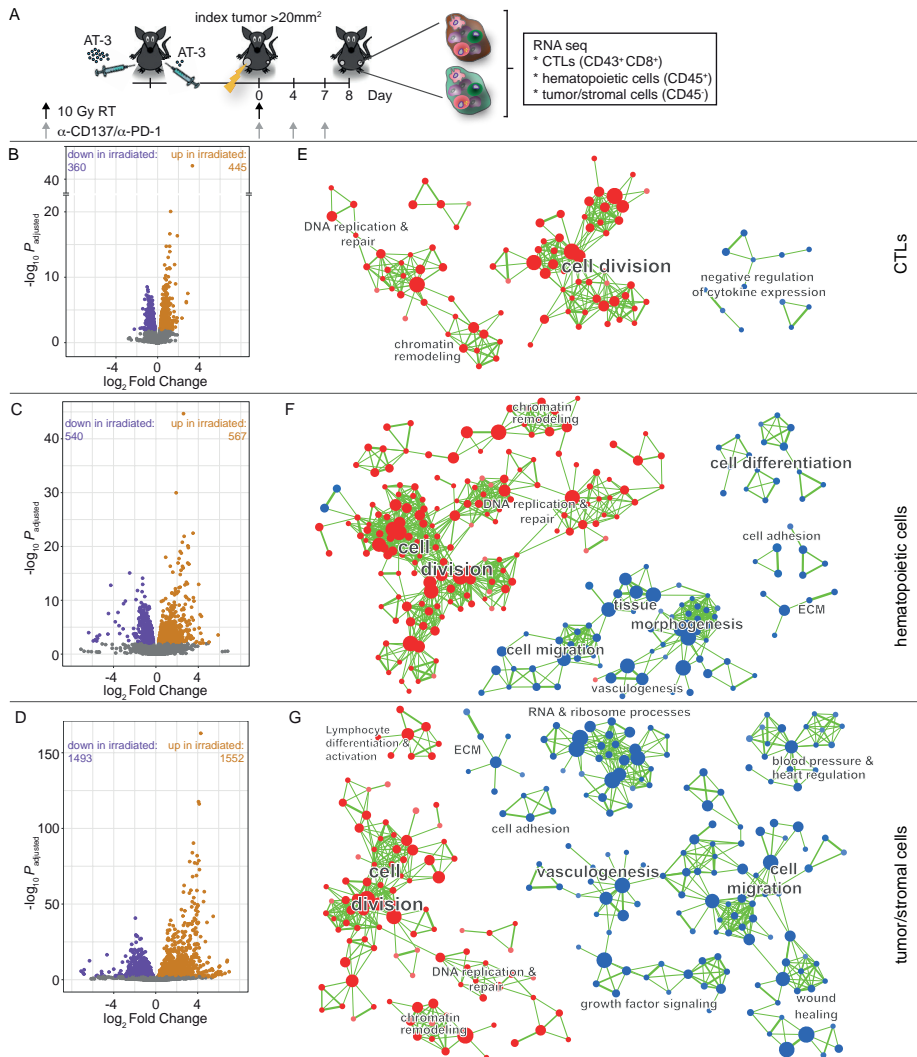 A
index tumor >20mm²
AT-3
AT-3
0
4
7
8
Day
10 Gy RT
α-CD137/α-PD-1
RNA seq
* CTLs (CD43⁺CD8⁺)
* hematopoietic cells (CD45⁺)
* tumor/stromal cells (CD45⁻)
B
down in irradiated:
360
up in irradiated:
445
40
20
10
0
-log₁₀ P adjusted
-4
0
4
log₂ Fold Change
E
DNA replication &
repair
cell division
chromatin
remodeling
negative regulation
of cytokine expression
CTLs
C
down in irradiated:
540
up in irradiated:
567
40
30
20
10
0
-log₁₀ P adjusted
-4
0
4
log₂ Fold Change
F
chromatin
remodeling
DNA replication &
repair
cell
division
cell differentiation
cell adhesion
ECM
tissue
morphogenesis
cell migration
vasculogenesis
hematopoietic cells
D
down in irradiated:
1493
up in irradiated:
1552
150
100
50
0
-log₁₀ P adjusted
-4
0
4
log₂ Fold Change
G
Lymphocyte
differentiation &
activation
ECM
RNA & ribosome processes
blood pressure &
heart regulation
cell adhesion
cell
division
vasculogenesis
cell
migration
DNA replication &
repair
growth factor signaling
chromatin
remodeling
wound
healing
tumor/stromal cells